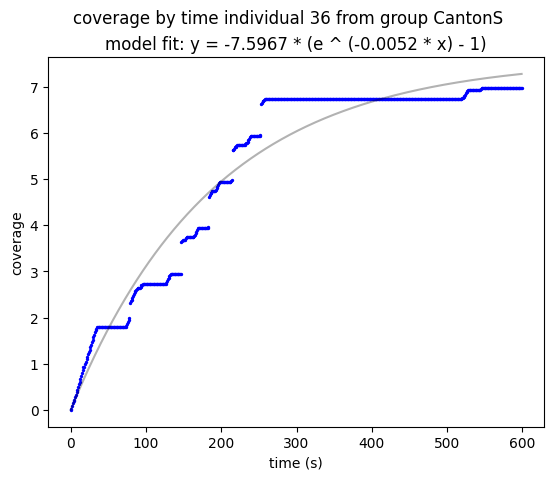 coverage by time individual 36 from group CantonS
model fit: y = -7.5967 * (e ^ (-0.0052 * x) - 1)
7
6
5
4
3
2
1
0
coverage
0 100 200 300 400 500 600
time (s)